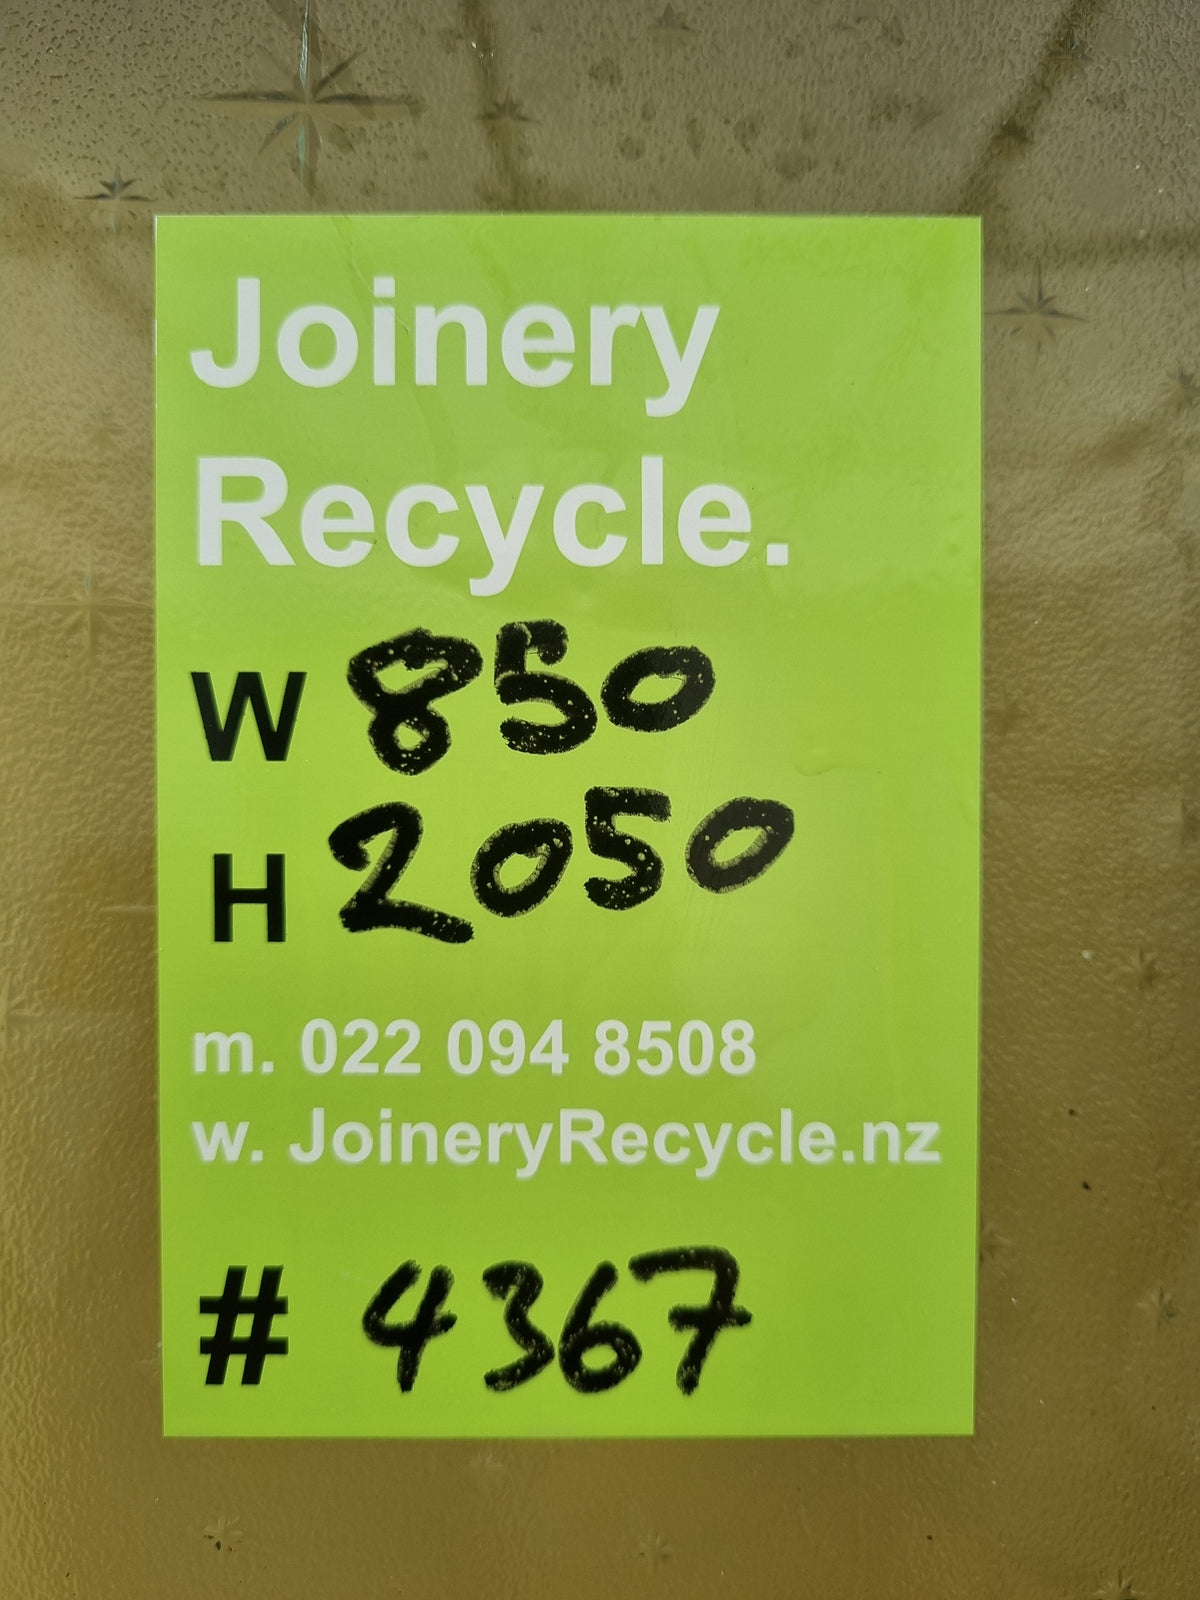 Joinery
Recycle.
W 850
H 2050
m. 022 094 8508
w. JoineryRecycle.nz
# 4367